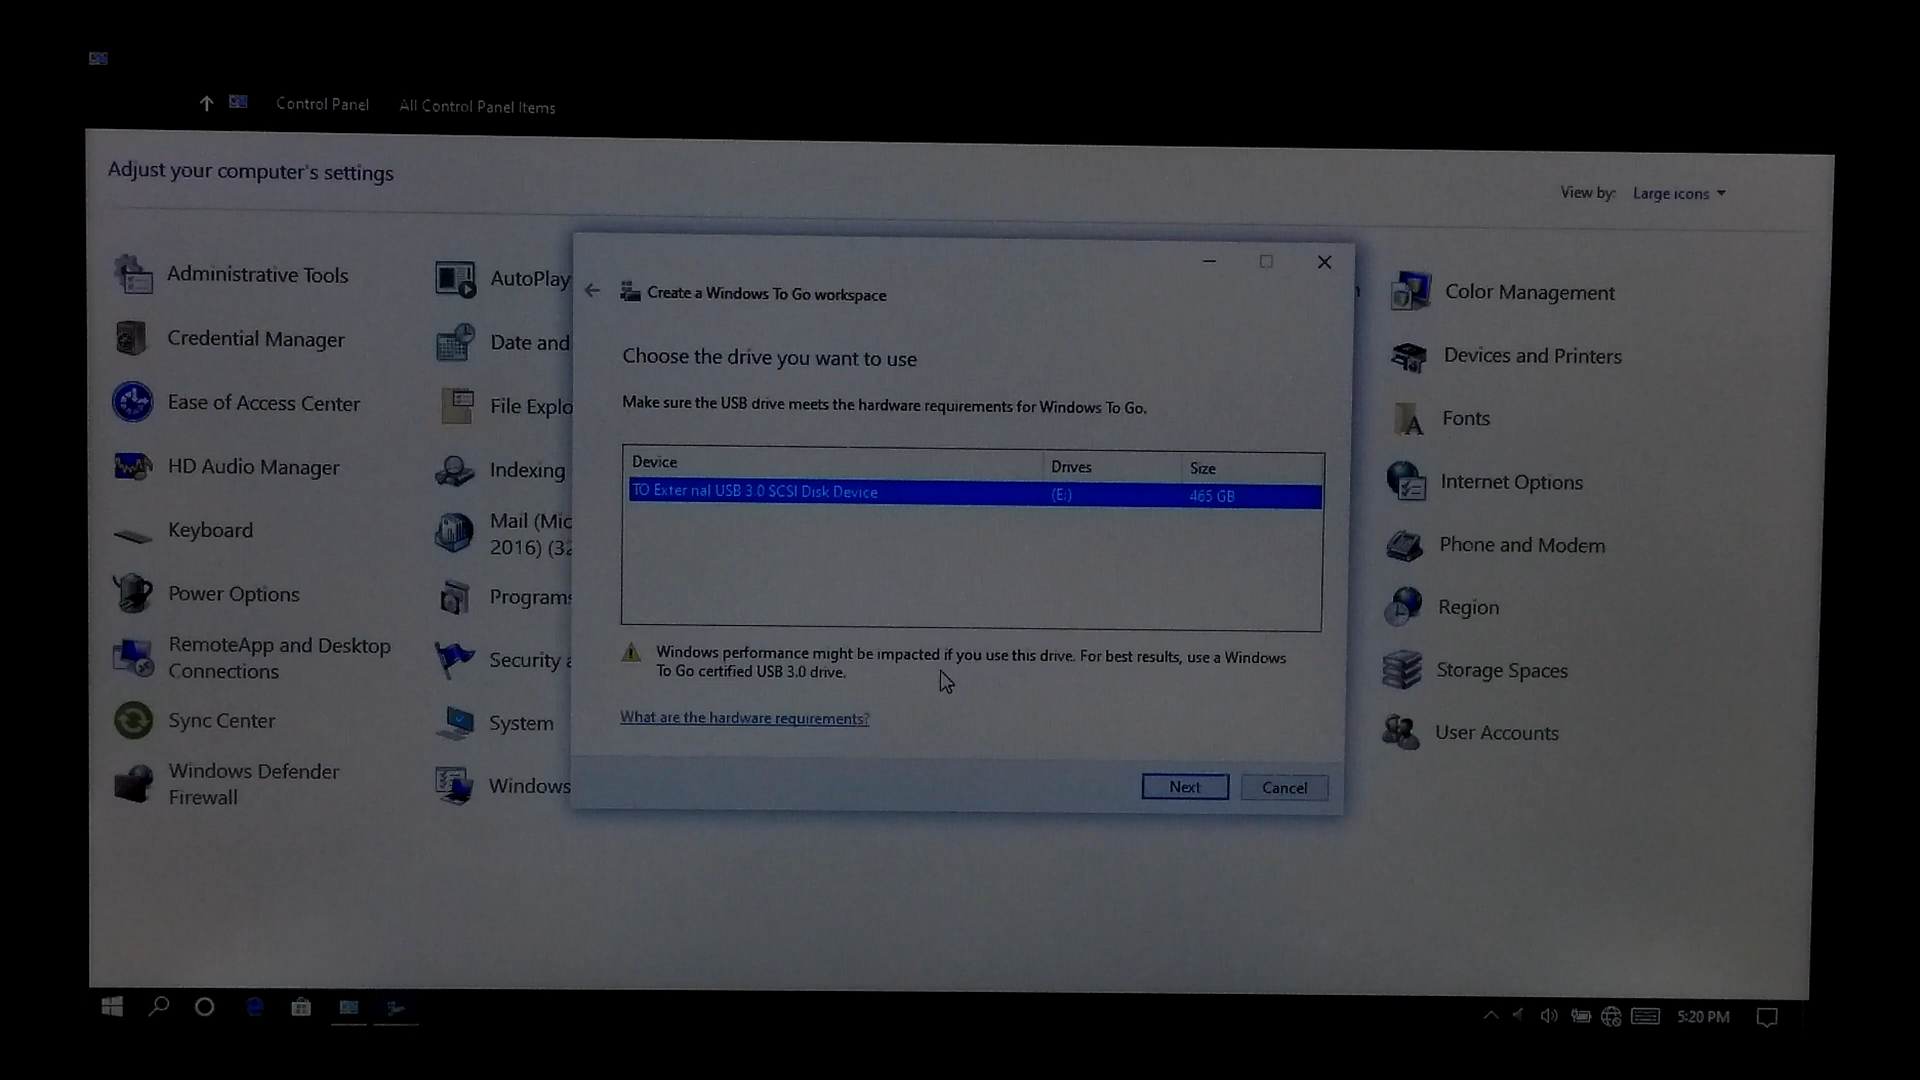 Control Panel
All Control Panel Items
Adjust your computer's settings
View by:
Large icons
Administrative Tools
AutoPlay
Color Management
Credential Manager
Date and
Devices and Printers
Ease of Access Center
File Explo
Fonts
HD Audio Manager
Indexing
Internet Options
Keyboard
Mail (Mic
2016) (32
Phone and Modem
Power Options
Programs
Region
RemoteApp and Desktop
Connections
Security a
Storage Spaces
Sync Center
System
User Accounts
Windows Defender
Firewall
Windows
Create a Windows To Go workspace
Choose the drive you want to use
Make sure the USB drive meets the hardware requirements for Windows To Go.
Device Drives Size
TO Exter nal USB 3.0 SCSI Disk Device (E:) 465 GB
Windows performance might be impacted if you use this drive. For best results, use a Windows
To Go certified USB 3.0 drive.
What are the hardware requirements?
Next
Cancel
5:20 PM